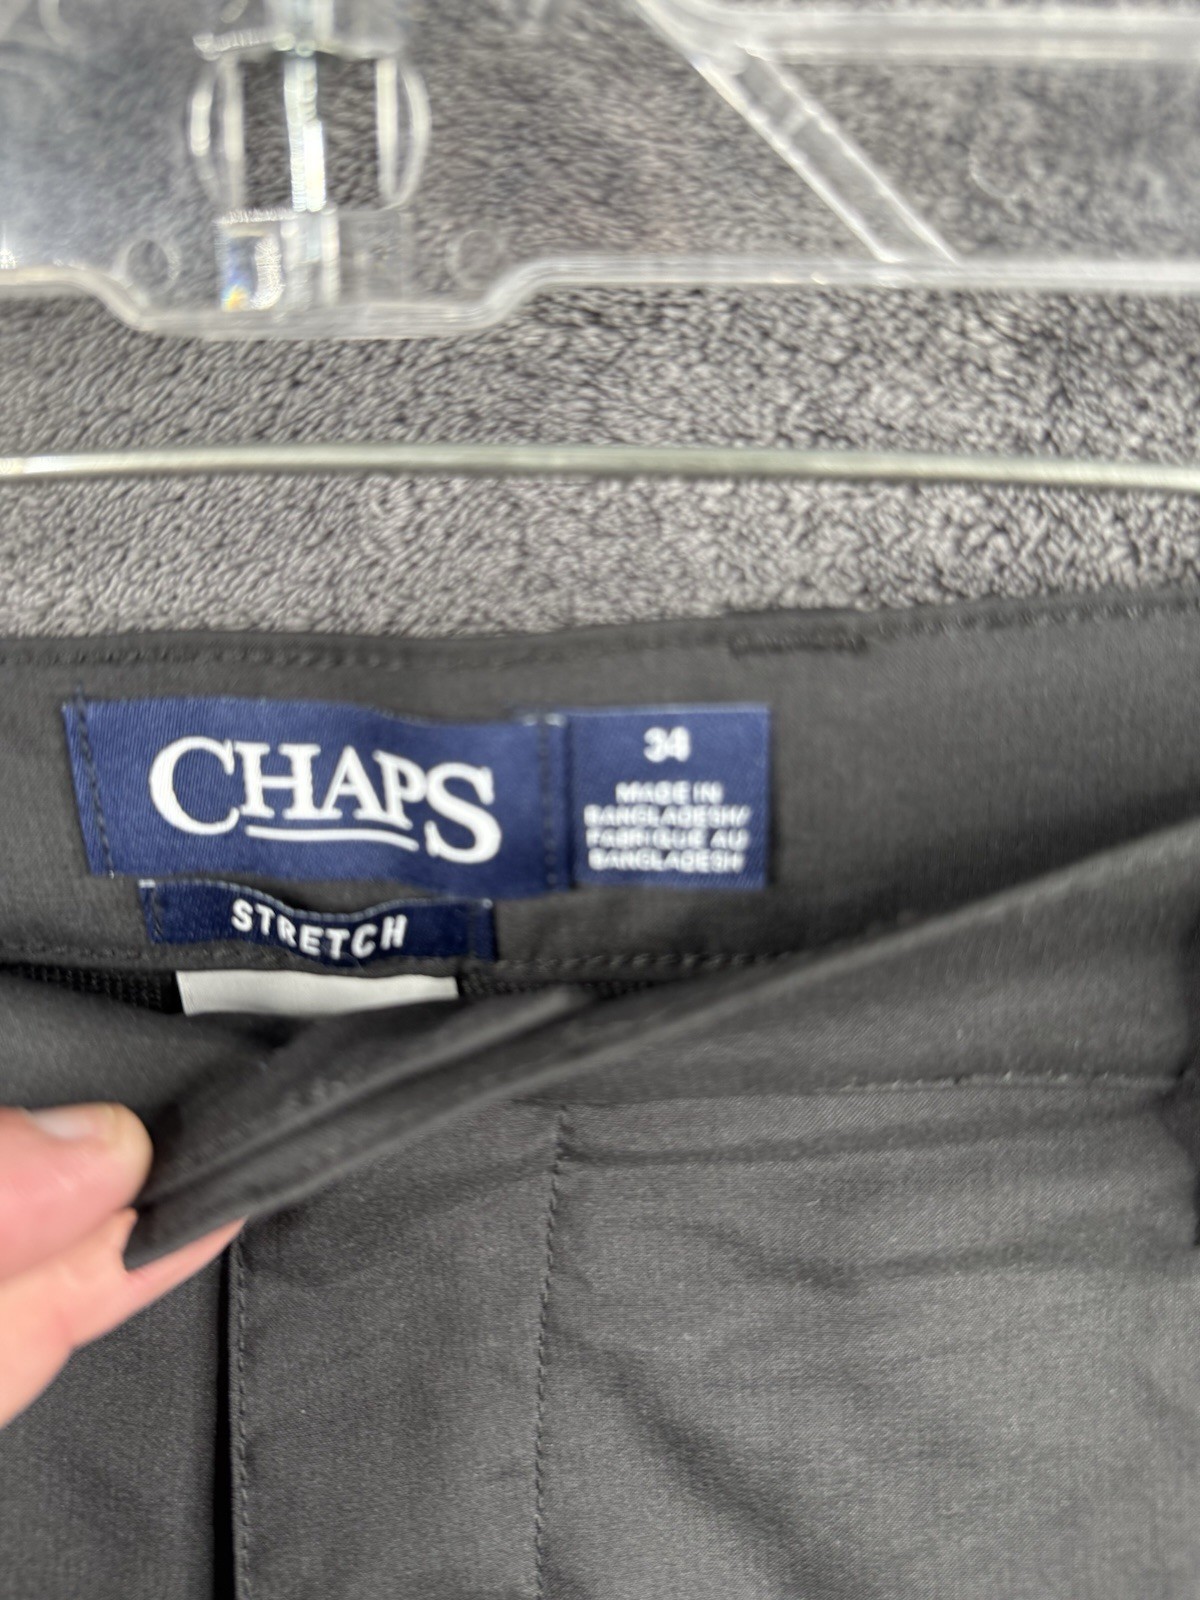 CHAPS
STRETCH
34
MADE IN
BANGLADESH/
FABRIQUE AU
BANGLADESH